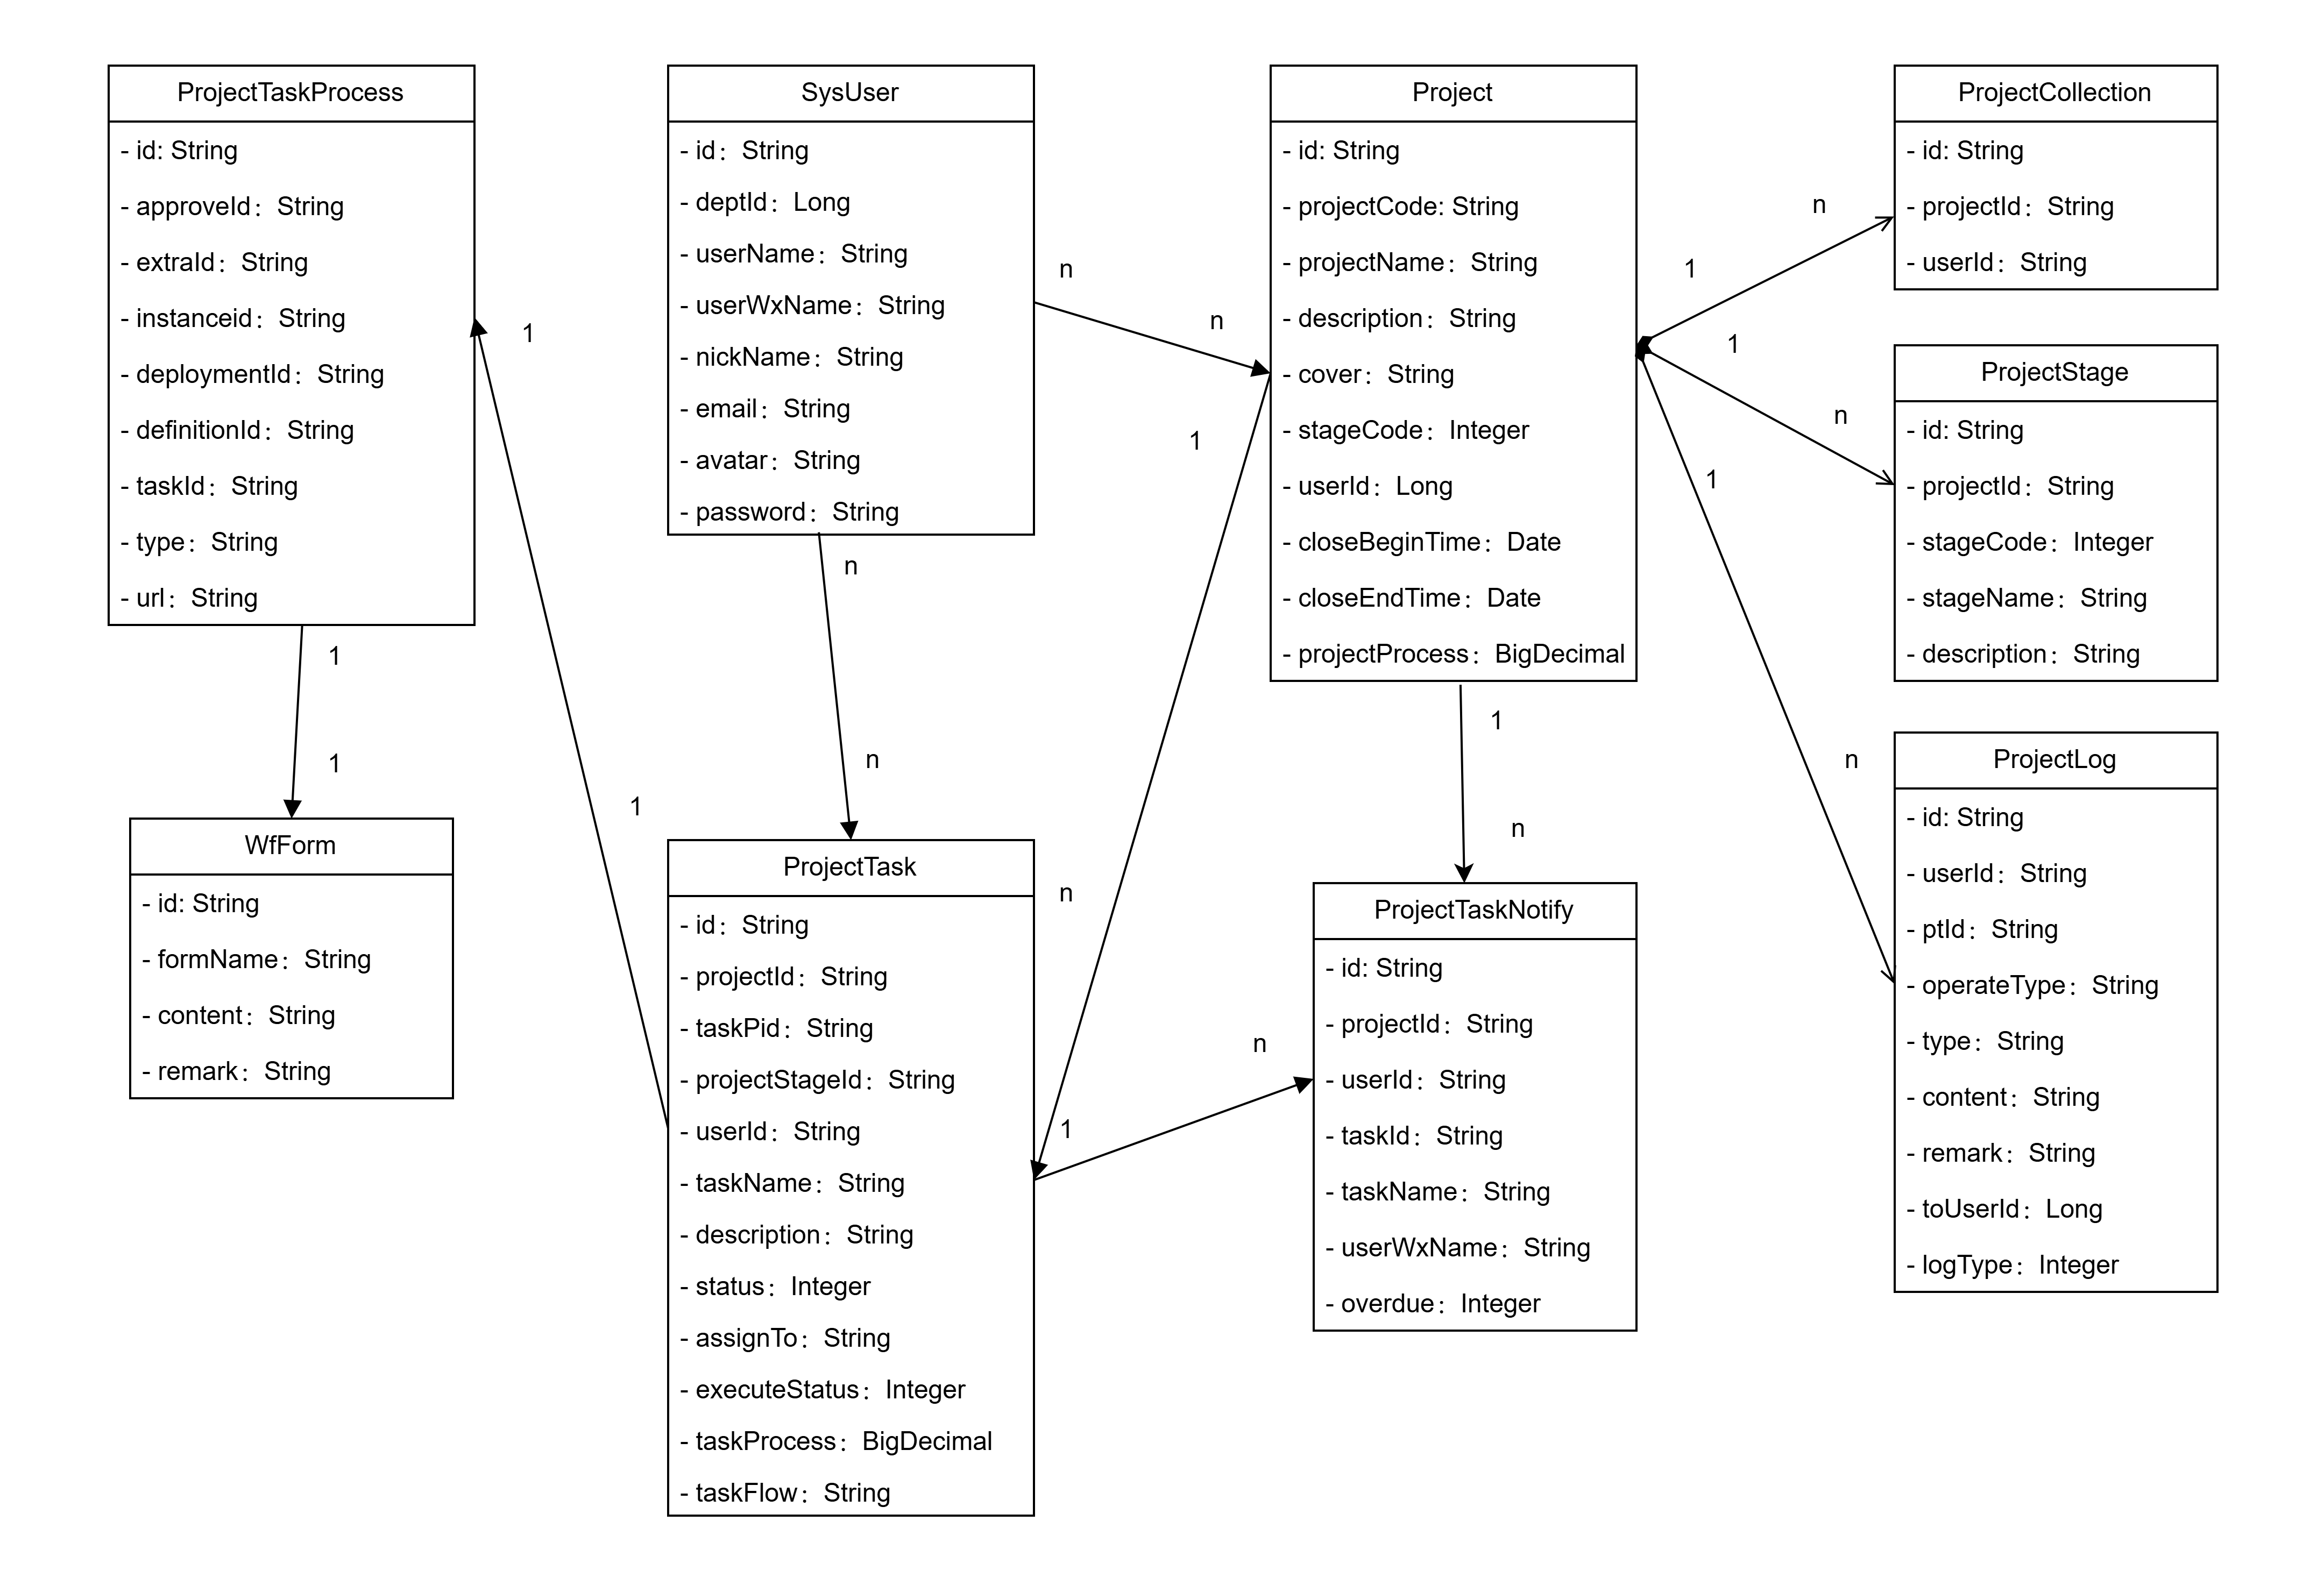 ProjectTaskProcess
- id: String
- approveId：String
- extraId：String
- instanceid：String
- deploymentId：String
- definitionId：String
- taskId：String
- type：String
- url：String
SysUser
- id：String
- deptId：Long
- userName：String
- userWxName：String
- nickName：String
- email：String
- avatar：String
- password：String
Project
- id: String
- projectCode: String
- projectName：String
- description：String
- cover：String
- stageCode：Integer
- userId：Long
- closeBeginTime：Date
- closeEndTime：Date
- projectProcess：BigDecimal
ProjectCollection
- id: String
- projectId：String
- userId：String
ProjectStage
- id: String
- projectId：String
- stageCode：Integer
- stageName：String
- description：String
ProjectLog
- id: String
- userId：String
- ptId：String
- operateType：String
- type：String
- content：String
- remark：String
- toUserId：Long
- logType：Integer
WfForm
- id: String
- formName：String
- content：String
- remark：String
ProjectTask
- id：String
- projectId：String
- taskPid：String
- projectStageId：String
- userId：String
- taskName：String
- description：String
- status：Integer
- assignTo：String
- executeStatus：Integer
- taskProcess：BigDecimal
- taskFlow：String
ProjectTaskNotify
- id: String
- projectId：String
- userId：String
- taskId：String
- taskName：String
- userWxName：String
- overdue：Integer
1
1
1
1
n
n
n
n
1
n
1
n
1
n
1
n
1
n
1
n